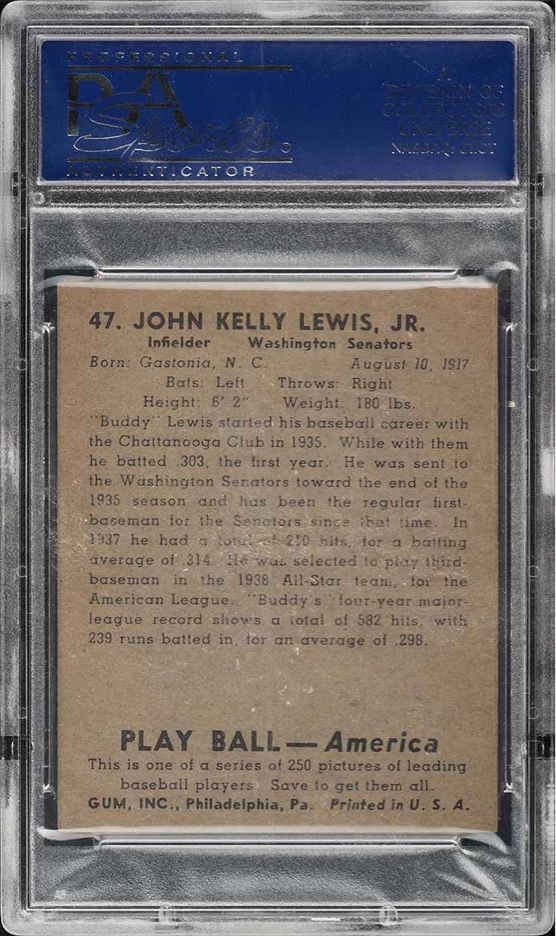 PROFESSIONAL
PSA
Sports
AUTHENTICATOR
A
DIVISION OF
COLLECTORS
UNIVERSE
NASDAQ: CLCT
47. JOHN KELLY LEWIS, JR.
Infielder Washington Senators
Born: Gastonia, N. C. August 10, 1917
Bats: Left Throws: Right
Height: 6' 2" Weight: 180 lbs.
"Buddy" Lewis started his baseball career with
the Chattanooga Club in 1935. While with them
he batted .303, the first year. He was sent to
the Washington Senators toward the end of the
1935 season and has been the regular first-
baseman for the Senators since that time. In
1937 he had a total of 210 hits, for a batting
average of .314. He was selected to play third-
baseman in the 1938 All-Star team, for the
American League. "Buddy's" four-year major-
league record shows a total of 582 hits, with
239 runs batted in, for an average of .298.
PLAY BALL—America
This is one of a series of 250 pictures of leading
baseball players. Save to get them all.
GUM, INC., Philadelphia, Pa. Printed in U. S. A.